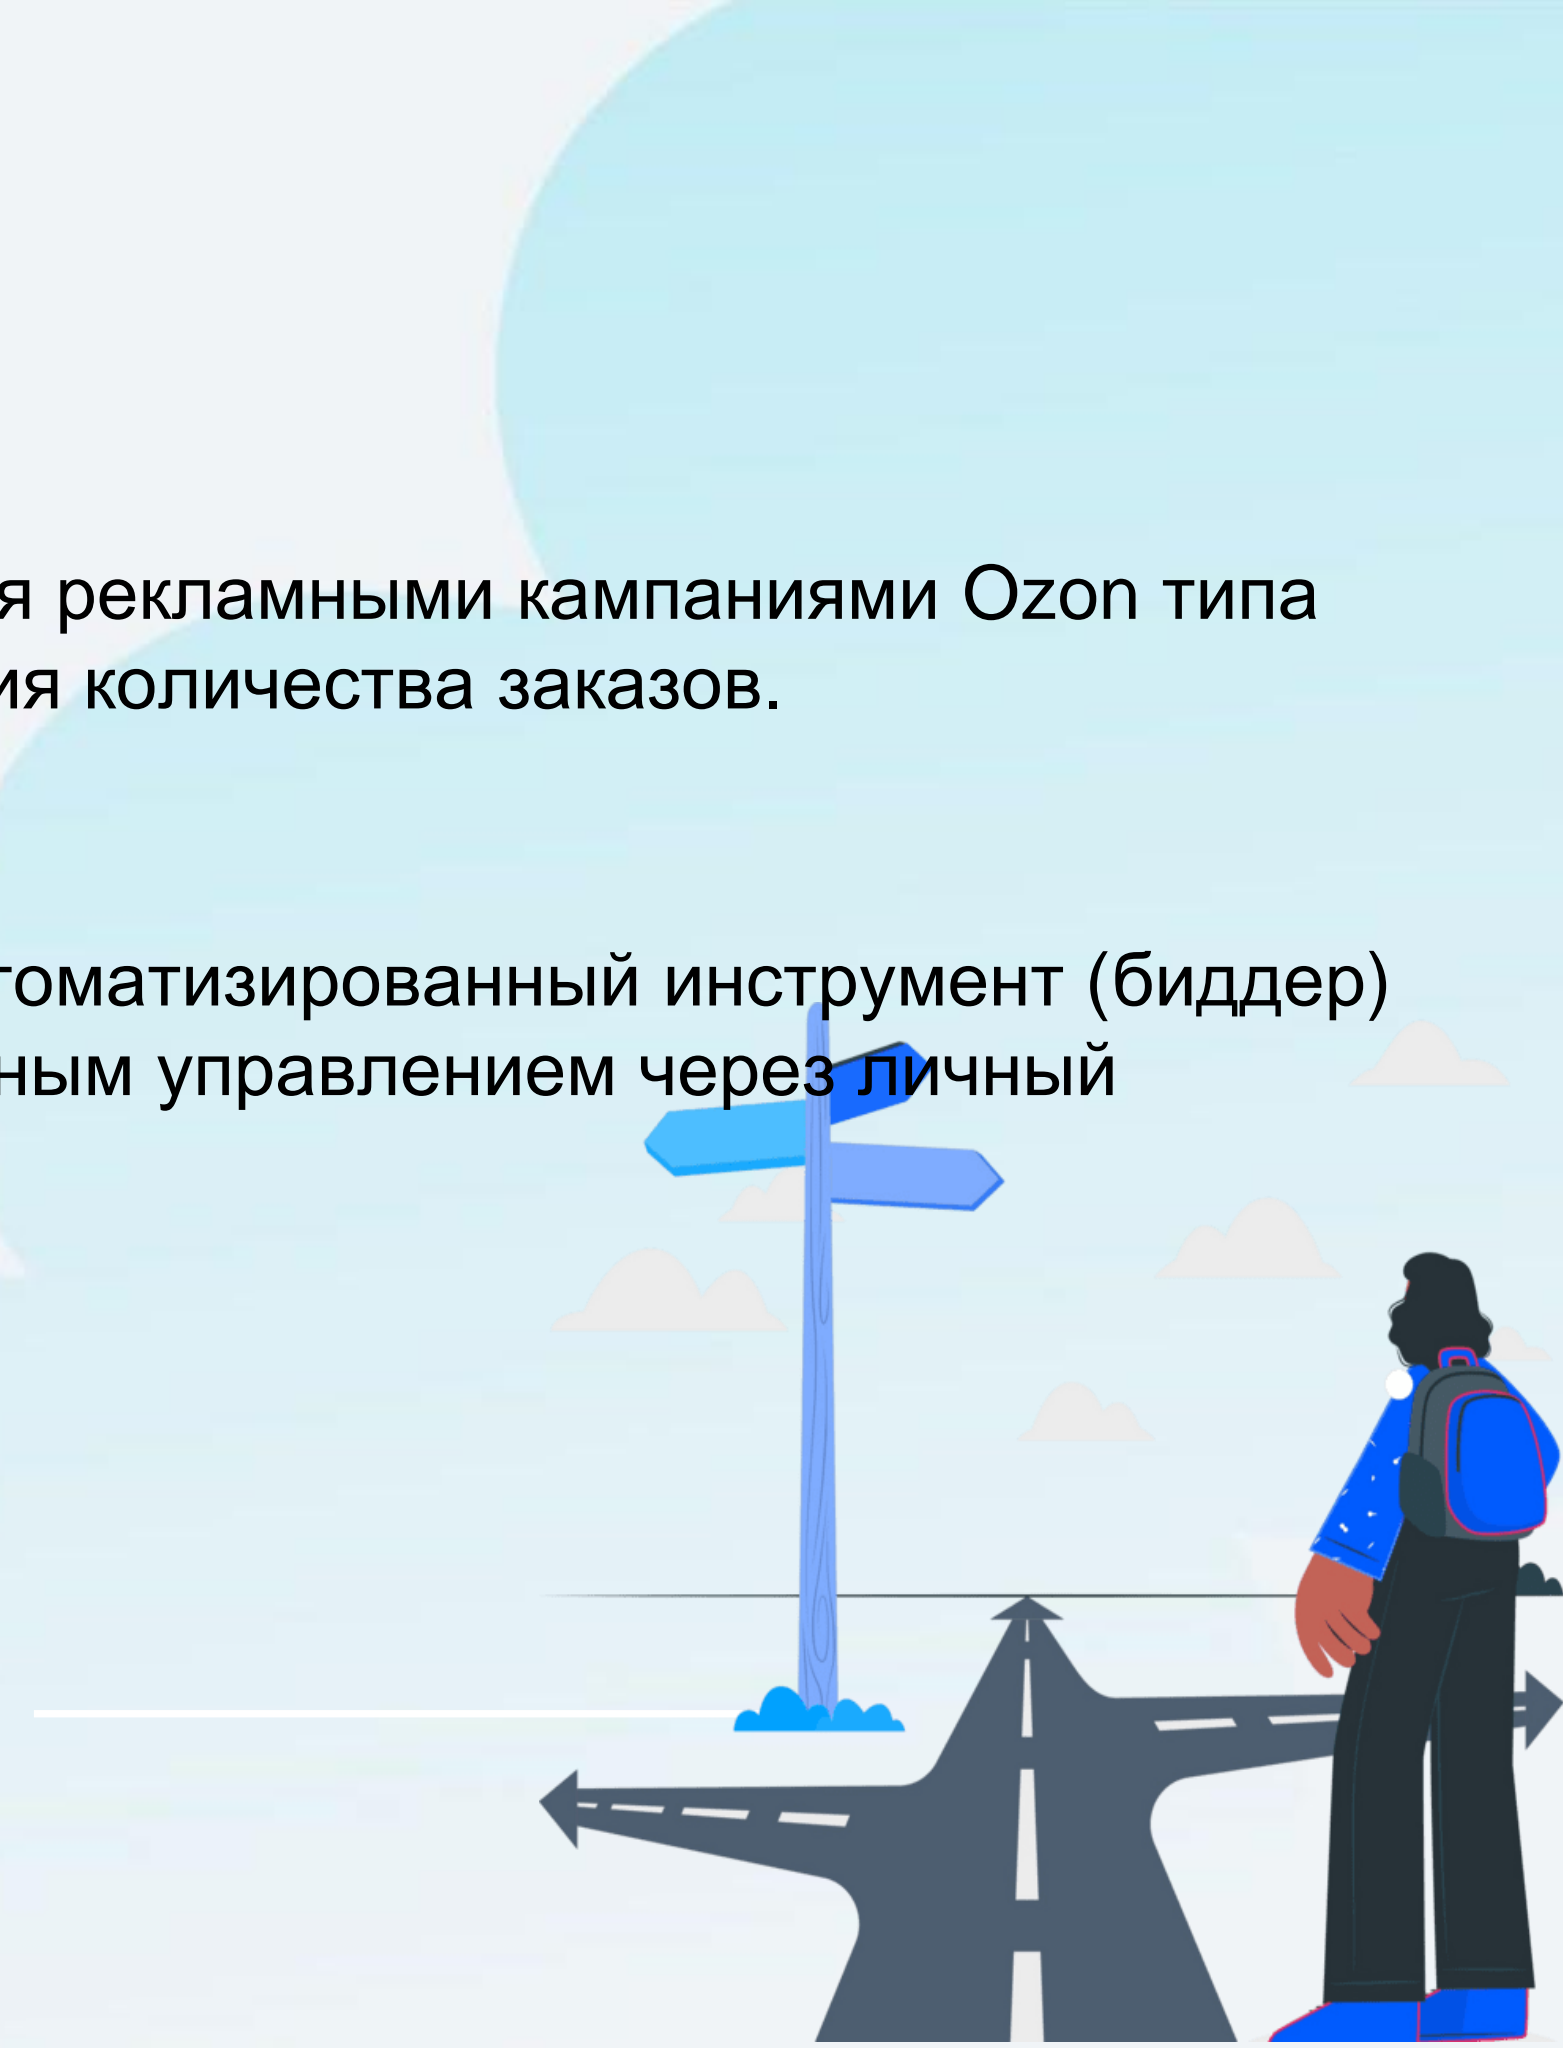 я рекламными кампаниями Ozon типа
ия количества заказов.
томатизированный инструмент (биддер)
ным управлением через личный